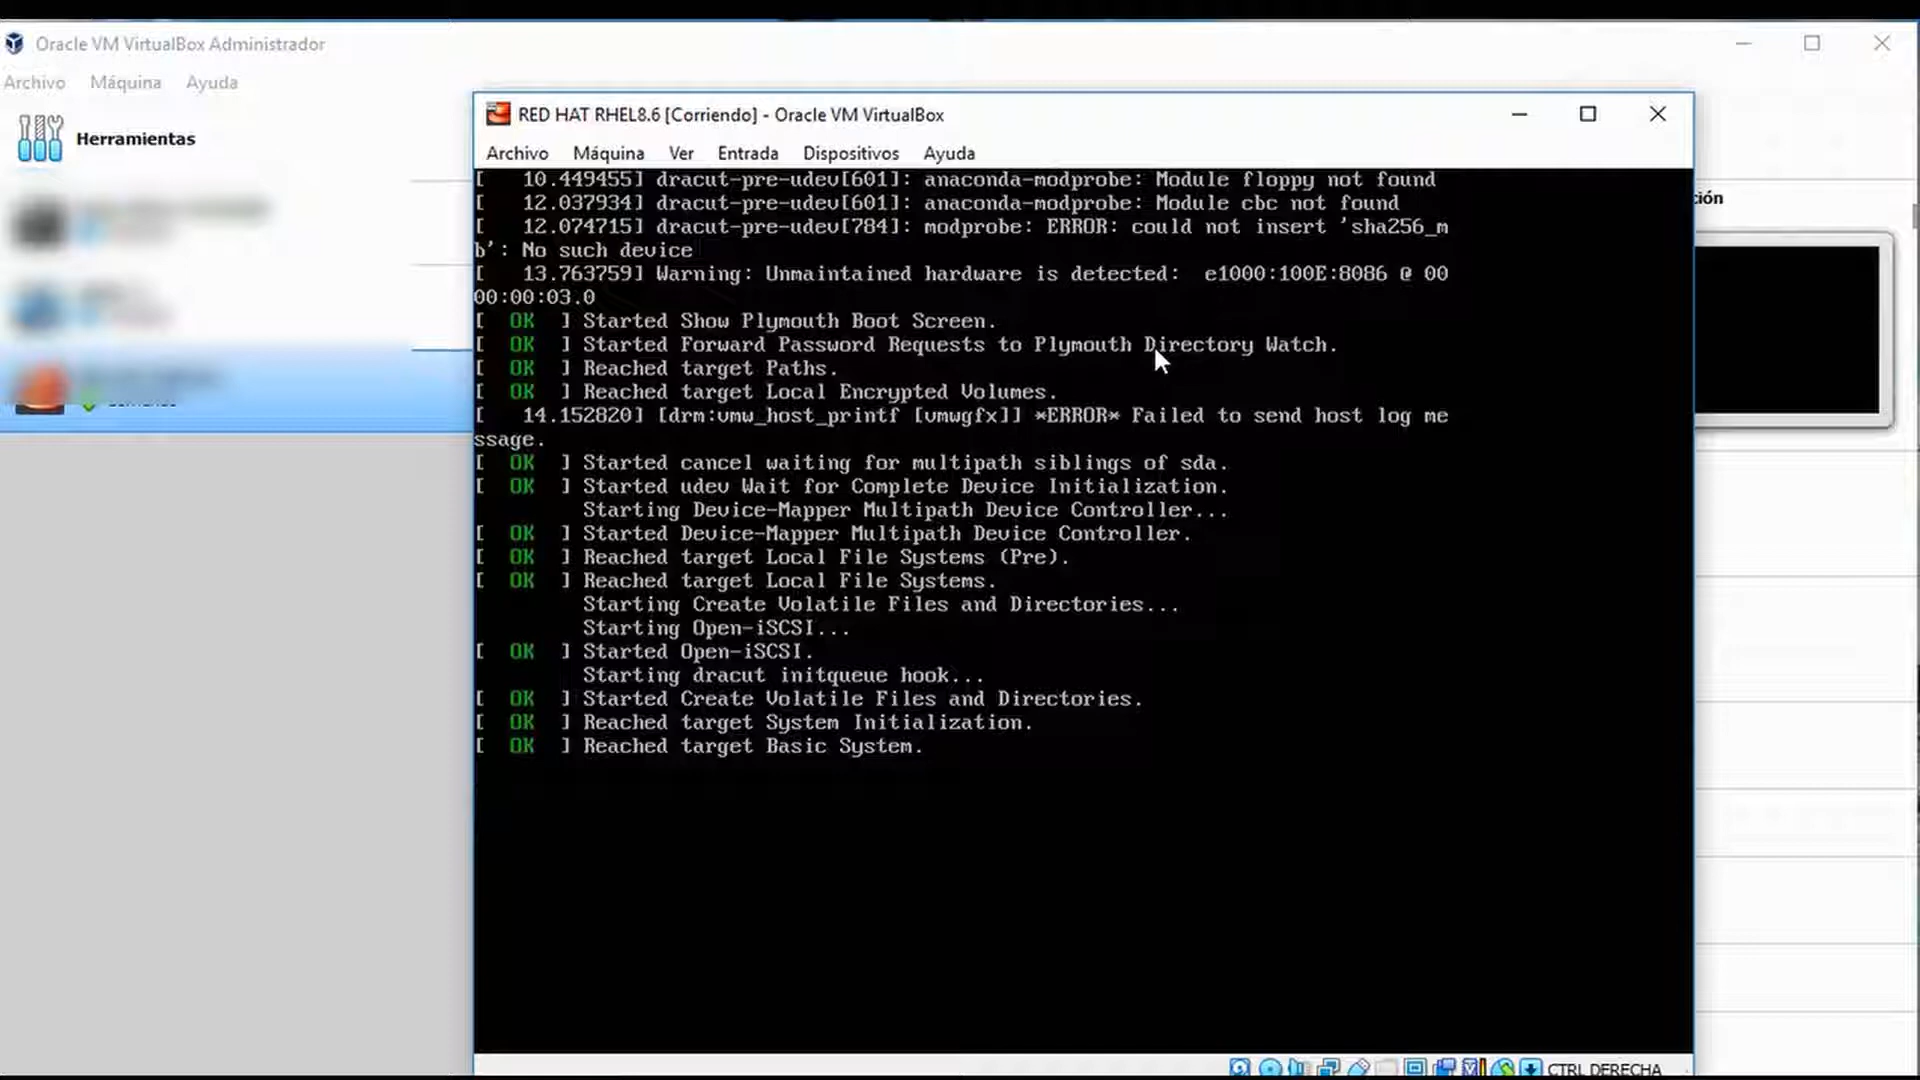 Oracle VM VirtualBox Administrador
Archivo Máquina Ayuda
Herramientas
ción
RED HAT RHEL8.6 [Corriendo] - Oracle VM VirtualBox
Archivo Máquina Ver Entrada Dispositivos Ayuda
[ 10.449455] dracut-pre-udev[601]: anaconda-modprobe: Module floppy not found
[ 12.037934] dracut-pre-udev[601]: anaconda-modprobe: Module cbc not found
[ 12.074715] dracut-pre-udev[784]: modprobe: ERROR: could not insert 'sha256_m
b': No such device
[ 13.763759] Warning: Unmaintained hardware is detected:  e1000:100E:8086 @ 00
00:00:03.0
[ OK ] Started Show Plymouth Boot Screen.
[ OK ] Started Forward Password Requests to Plymouth Directory Watch.
[ OK ] Reached target Paths.
[ OK ] Reached target Local Encrypted Volumes.
[ 14.152820] [drm:vmw_host_printf [vmwgfx]] *ERROR* Failed to send host log me
ssage.
[ OK ] Started cancel waiting for multipath siblings of sda.
[ OK ] Started udev Wait for Complete Device Initialization.
Starting Device-Mapper Multipath Device Controller...
[ OK ] Started Device-Mapper Multipath Device Controller.
[ OK ] Reached target Local File Systems (Pre).
[ OK ] Reached target Local File Systems.
Starting Create Volatile Files and Directories...
Starting Open-iSCSI...
[ OK ] Started Open-iSCSI.
Starting dracut initqueue hook...
[ OK ] Started Create Volatile Files and Directories.
[ OK ] Reached target System Initialization.
[ OK ] Reached target Basic System.
CTRL DERECHA